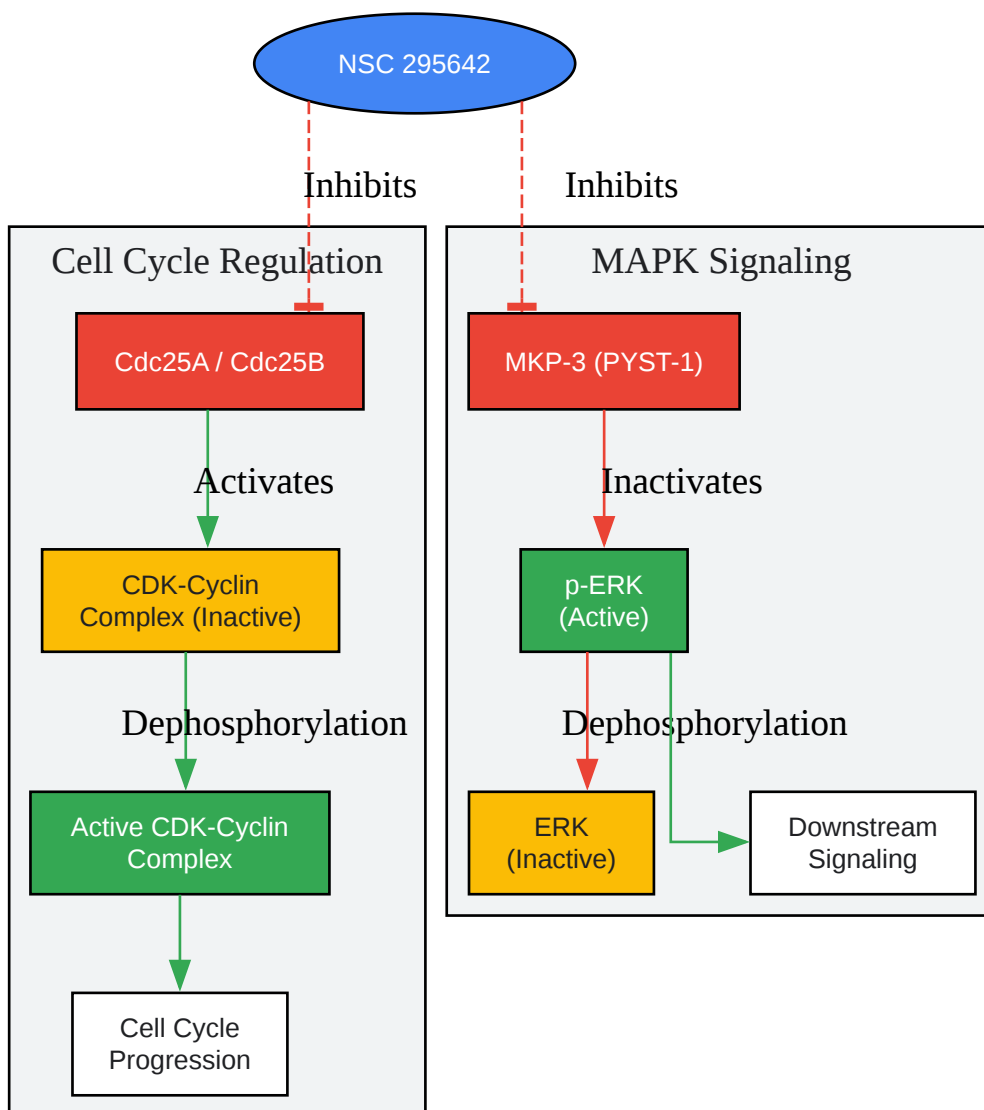 NSC 295642
Inhibits
Inhibits
Cell Cycle Regulation
Cdc25A / Cdc25B
Activates
CDK-Cyclin
Complex (Inactive)
Dephosphorylation
Active CDK-Cyclin
Complex
Cell Cycle
Progression
MAPK Signaling
MKP-3 (PYST-1)
Inactivates
p-ERK
(Active)
Dephosphorylation
ERK
(Inactive)
Downstream
Signaling